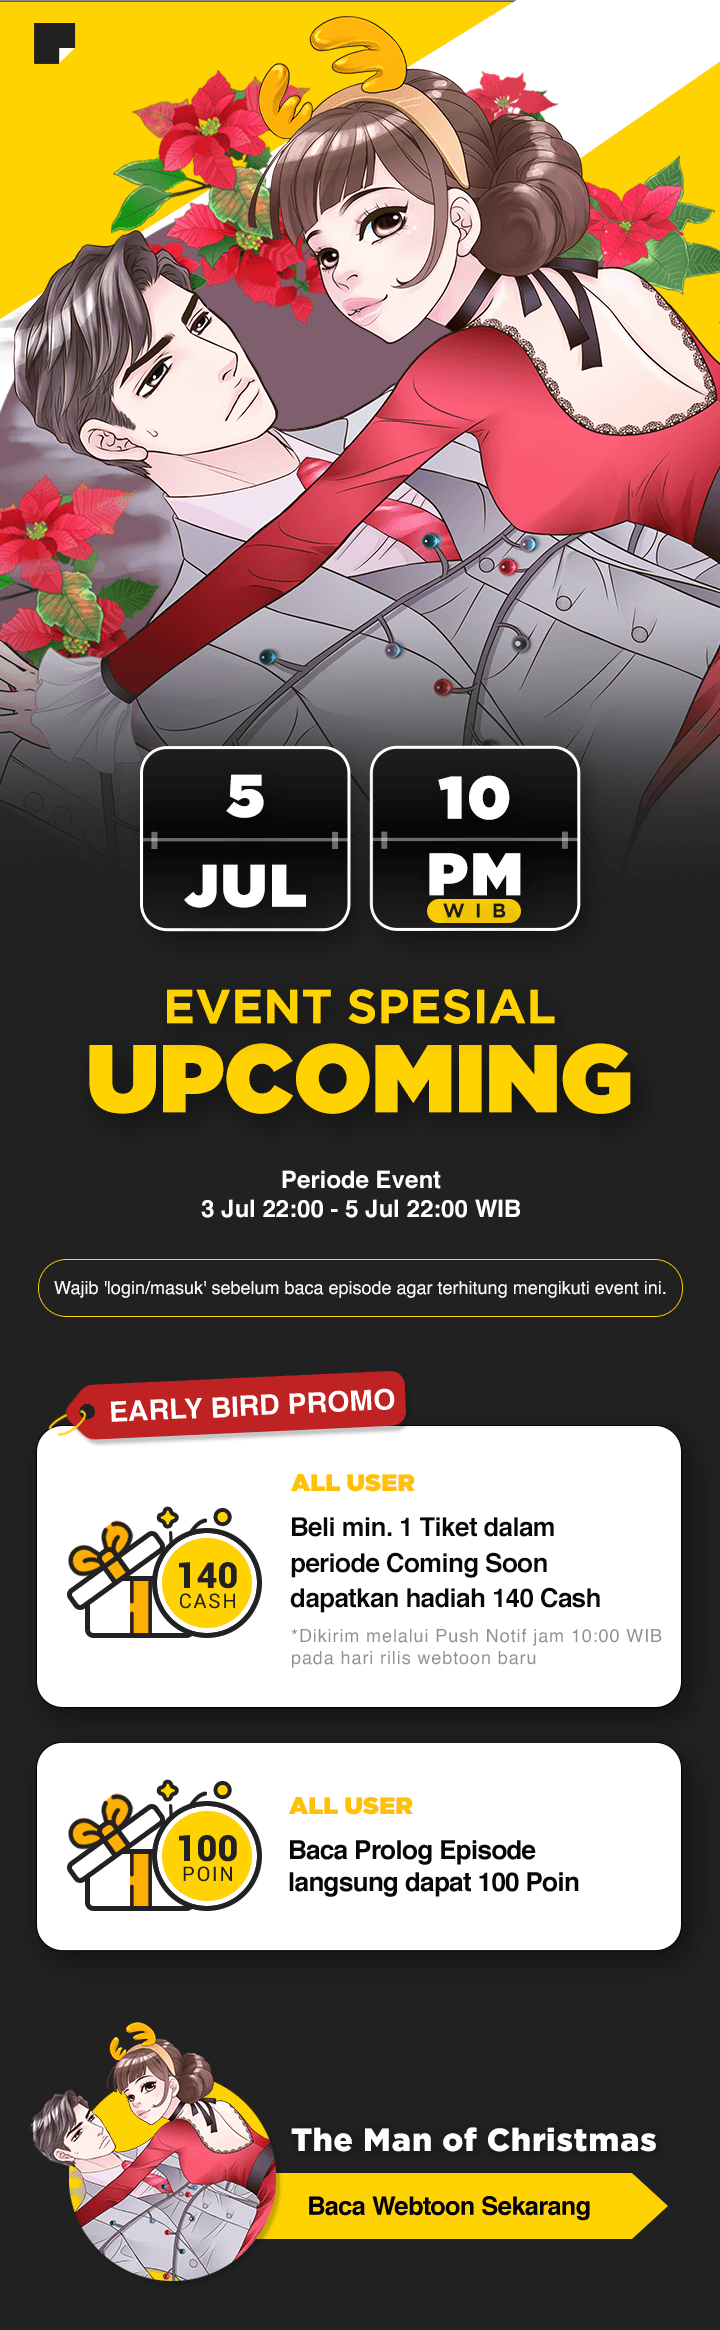 5
JUL
10
PM
WIB
EVENT SPESIAL
UPCOMING
Periode Event
3 Jul 22:00 - 5 Jul 22:00 WIB
Wajib 'login/masuk' sebelum baca episode agar terhitung mengikuti event ini.
EARLY BIRD PROMO
140
CASH
ALL USER
Beli min. 1 Tiket dalam
periode Coming Soon
dapatkan hadiah 140 Cash
*Dikirim melalui Push Notif jam 10:00 WIB
pada hari rilis webtoon baru
100
POIN
ALL USER
Baca Prolog Episode
langsung dapat 100 Poin
The Man of Christmas
Baca Webtoon Sekarang